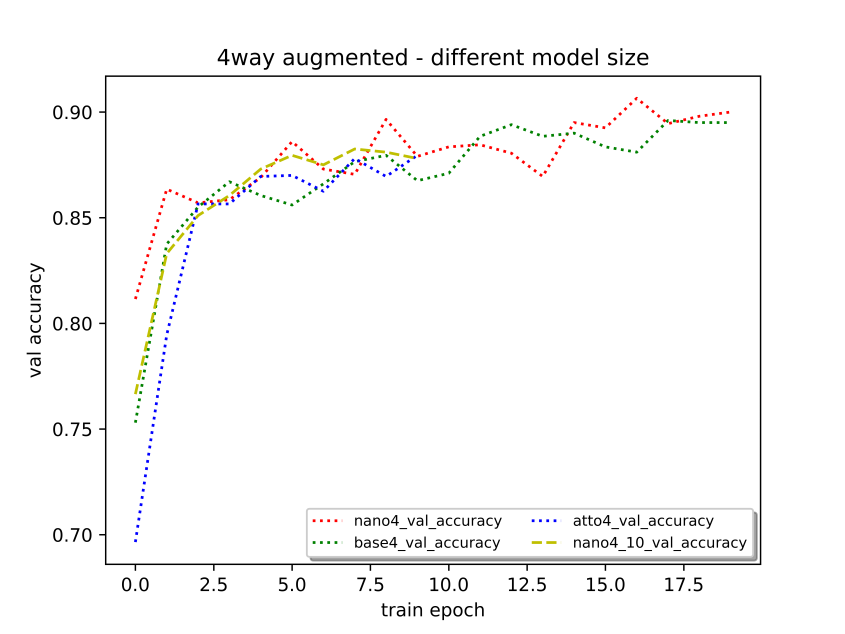 4way augmented - different model size
val accuracy
0.90
0.85
0.80
0.75
0.70
nano4_val_accuracy
base4_val_accuracy
atto4_val_accuracy
nano4_10_val_accuracy
0.0 2.5 5.0 7.5 10.0 12.5 15.0 17.5
train epoch